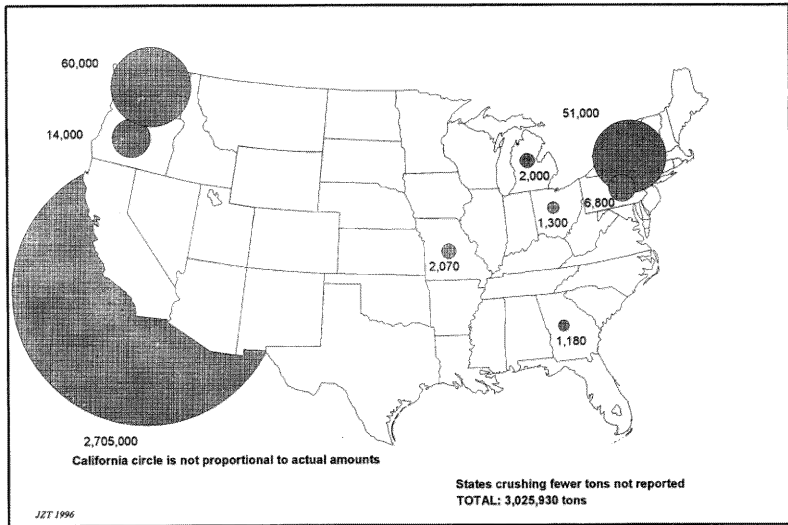 60,000
51,000
14,000
2,000
6,800
1,300
2,070
1,180
2,705,000
California circle is not proportional to actual amounts
States crushing fewer tons not reported
TOTAL: 3,025,930 tons
JZT 1996